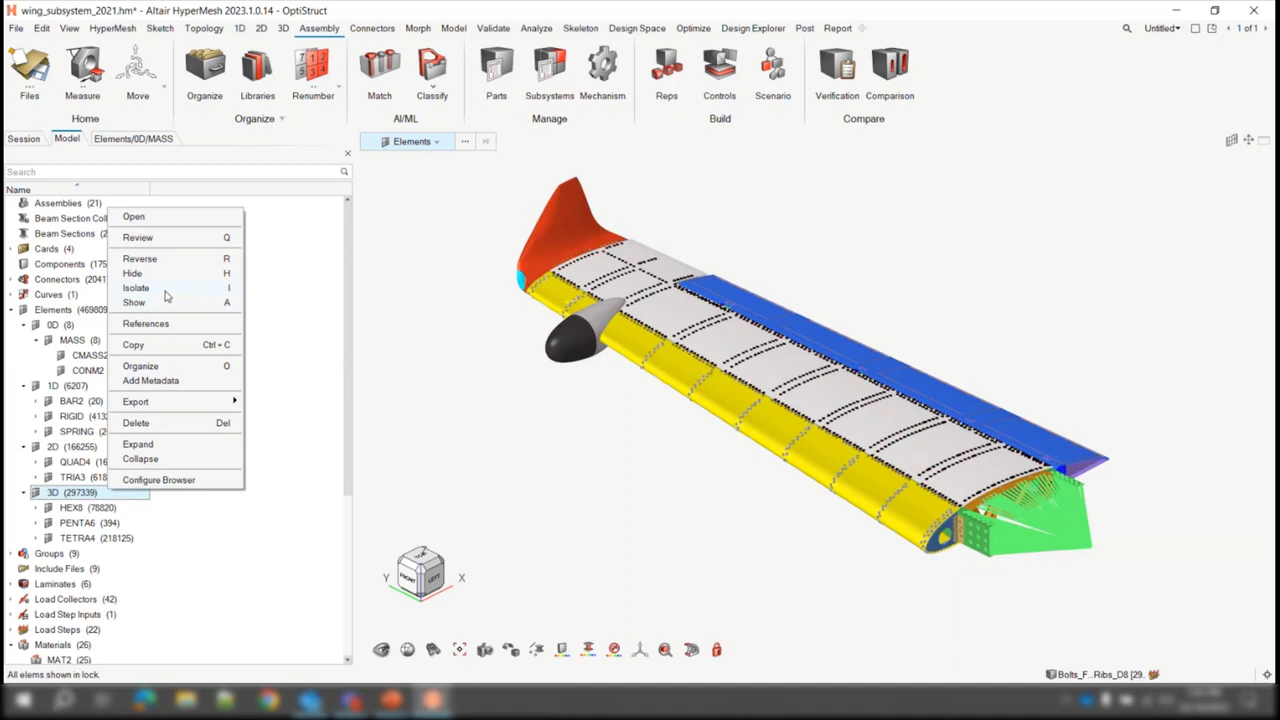 wing_subsystem_2021.hm* - Altair HyperMesh 2023.1.0.14 - OptiStruct
File Edit View HyperMesh Sketch Topology 1D 2D 3D Assembly Connectors Morph Model Validate Analyze Skeleton Design Space Optimize Design Explorer Post Report Untitled 1 of 1
Files Measure Move Organize Libraries Renumber Match Classify Parts Subsystems Mechanism Reps Controls Scenario Verification Comparison
Home Organize AI/ML Manage Build Compare
Session Model Elements/0D/MASS
Elements
Search
Name
Assemblies (21)
Beam Section Coll
Beam Sections (2
Cards (4)
Components (175
Connectors (2041
Curves (1)
Elements (469809
0D (8)
MASS (8)
CMASS2
CONM2
1D (6207)
BAR2 (20)
RIGID (413
SPRING (20
2D (166255)
QUAD4 (16
TRIA3 (618
3D (297339)
HEX8 (78820)
PENTA6 (394)
TETRA4 (218125)
Groups (9)
Include Files (9)
Laminates (6)
Load Collectors (42)
Load Step Inputs (1)
Load Steps (22)
Materials (26)
MAT2 (25)
Open
Review Q
Reverse R
Hide H
Isolate I
Show A
References
Copy Ctrl + C
Organize O
Add Metadata
Export
Delete Del
Expand
Collapse
Configure Browser
FRONT LEFT
Y X
All elems shown in lock.
Bolts_F...Ribs_D8 [29..